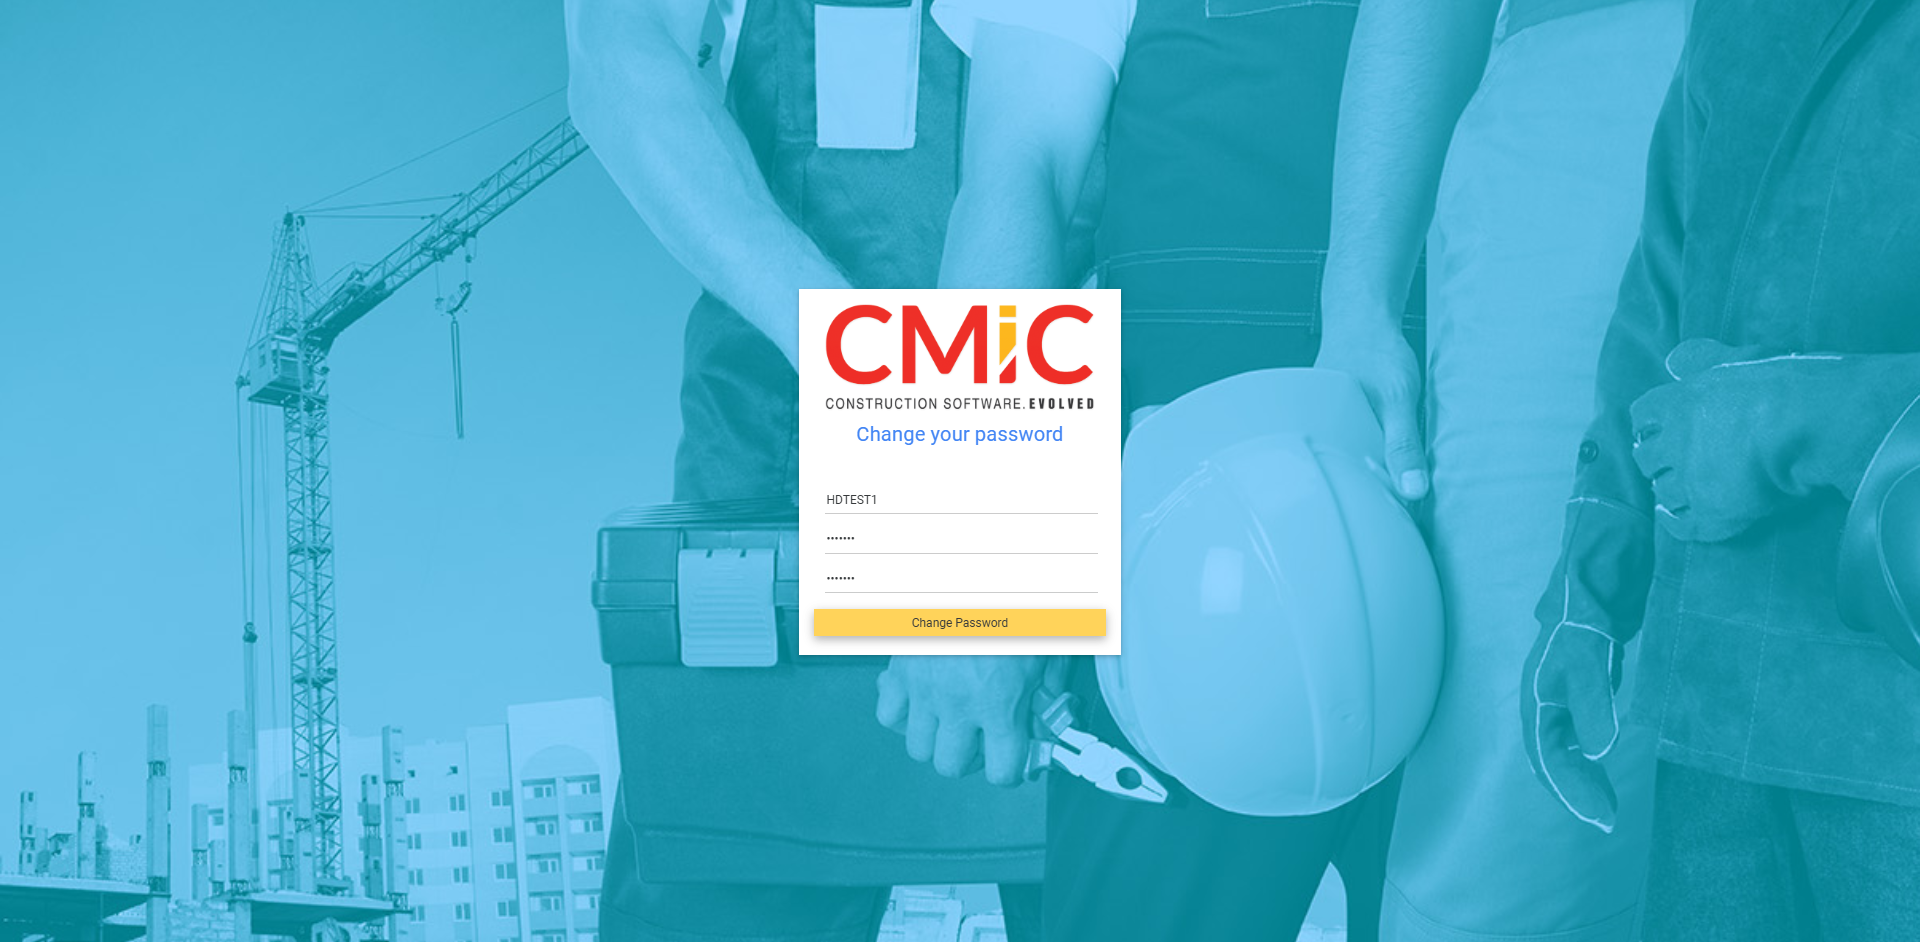 CMiC
CONSTRUCTION SOFTWARE. EVOLVED
Change your password
HDTEST1
•••••••
•••••••
Change Password